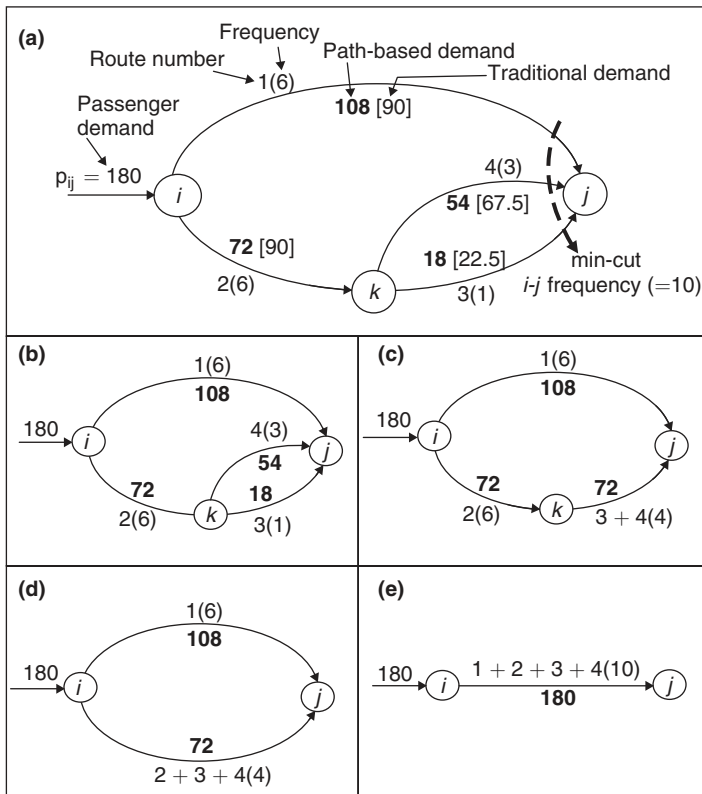 (a)
Frequency
Route number
Path-based demand
Traditional demand
1(6)
108 [90]
Passenger
demand
p_ij = 180
i
4(3)
54 [67.5]
j
72 [90]
18 [22.5]
2(6)
k
3(1)
min-cut
i-j frequency (=10)
(b)
1(6)
108
180
i
4(3)
j
54
72
18
2(6)
k
3(1)
(c)
1(6)
108
180
i
j
72
72
2(6)
k
3 + 4(4)
(d)
1(6)
108
180
i
j
72
2 + 3 + 4(4)
(e)
180
i
1 + 2 + 3 + 4(10)
180
j